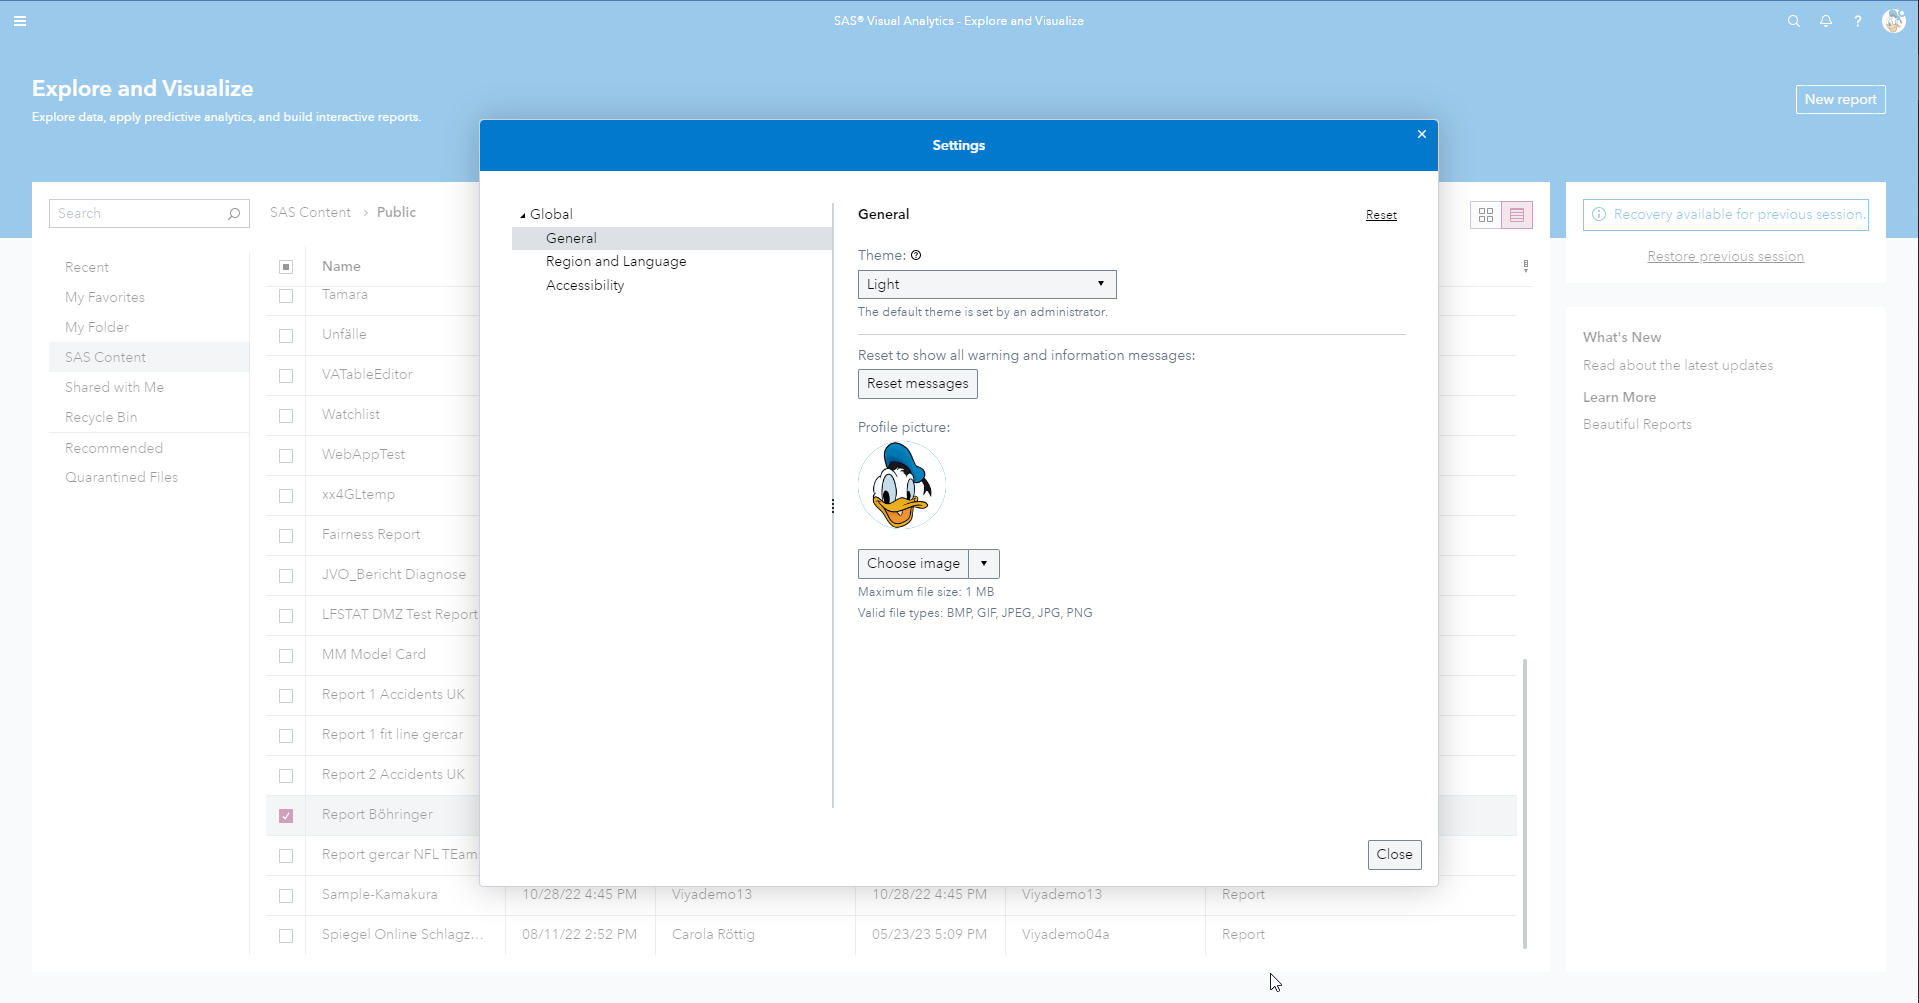 SAS® Visual Analytics - Explore and Visualize
?
Explore and Visualize
Explore data, apply predictive analytics, and build interactive reports.
New report
Search
SAS Content > Public
Recent
My Favorites
My Folder
SAS Content
Shared with Me
Recycle Bin
Recommended
Quarantined Files
Name
Tamara
Unfälle
VATableEditor
Watchlist
WebAppTest
xx4GLtemp
Fairness Report
JVO_Bericht Diagnose
LFSTAT DMZ Test Report
MM Model Card
Report 1 Accidents UK
Report 1 fit line gercar
Report 2 Accidents UK
Report Böhringer
Report gercar NFL TEam
Sample-Kamakura 10/28/22 4:45 PM Viyademo13 10/28/22 4:45 PM Viyademo13 Report
Spiegel Online Schlagz... 08/11/22 2:52 PM Carola Röttig 05/23/23 5:09 PM Viyademo04a Report
Settings
Global
General
Region and Language
Accessibility
General
Reset
Theme:
Light
The default theme is set by an administrator.
Reset to show all warning and information messages:
Reset messages
Profile picture:
Choose image
Maximum file size: 1 MB
Valid file types: BMP, GIF, JPEG, JPG, PNG
Close
Recovery available for previous session.
Restore previous session
What's New
Read about the latest updates
Learn More
Beautiful Reports